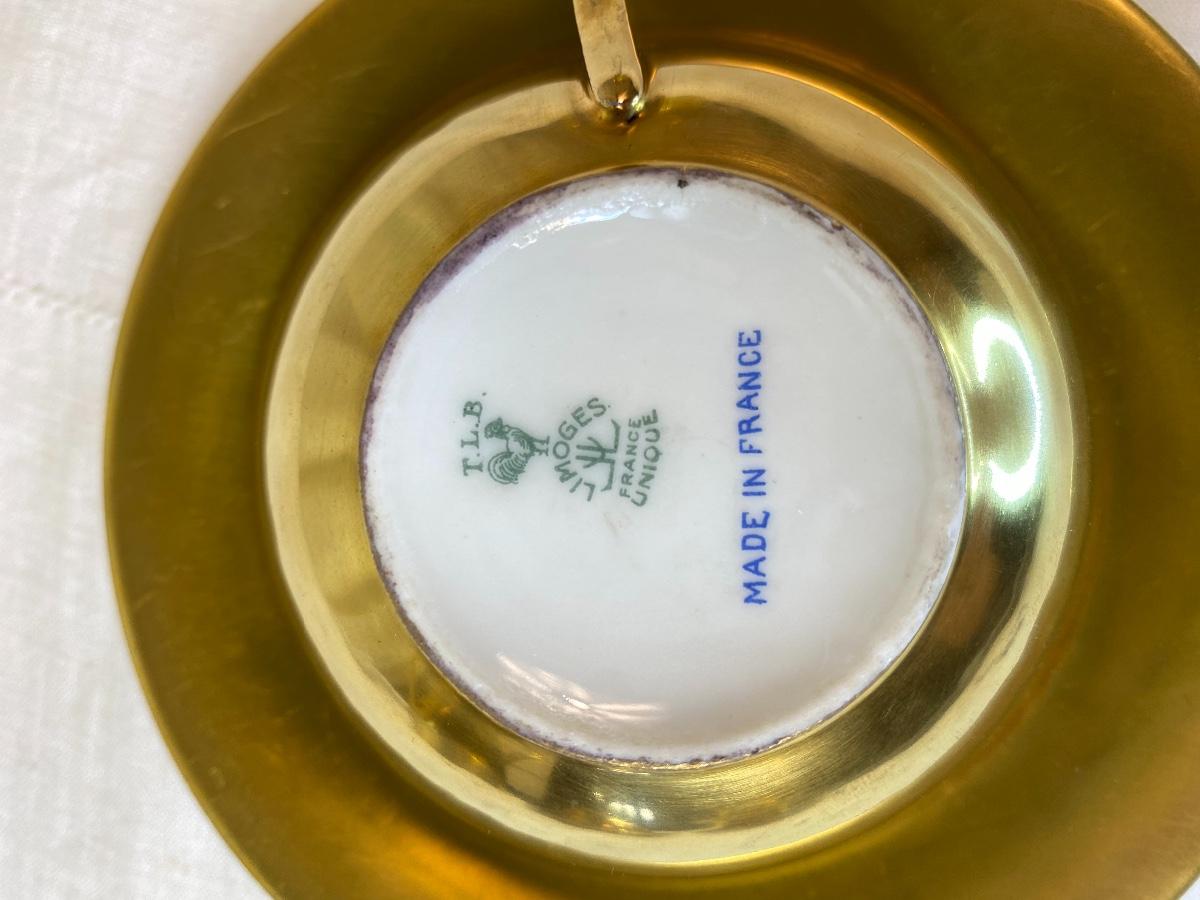 T.L.B.
LIMOGES
FRANCE
UNIQUE
MADE IN FRANCE